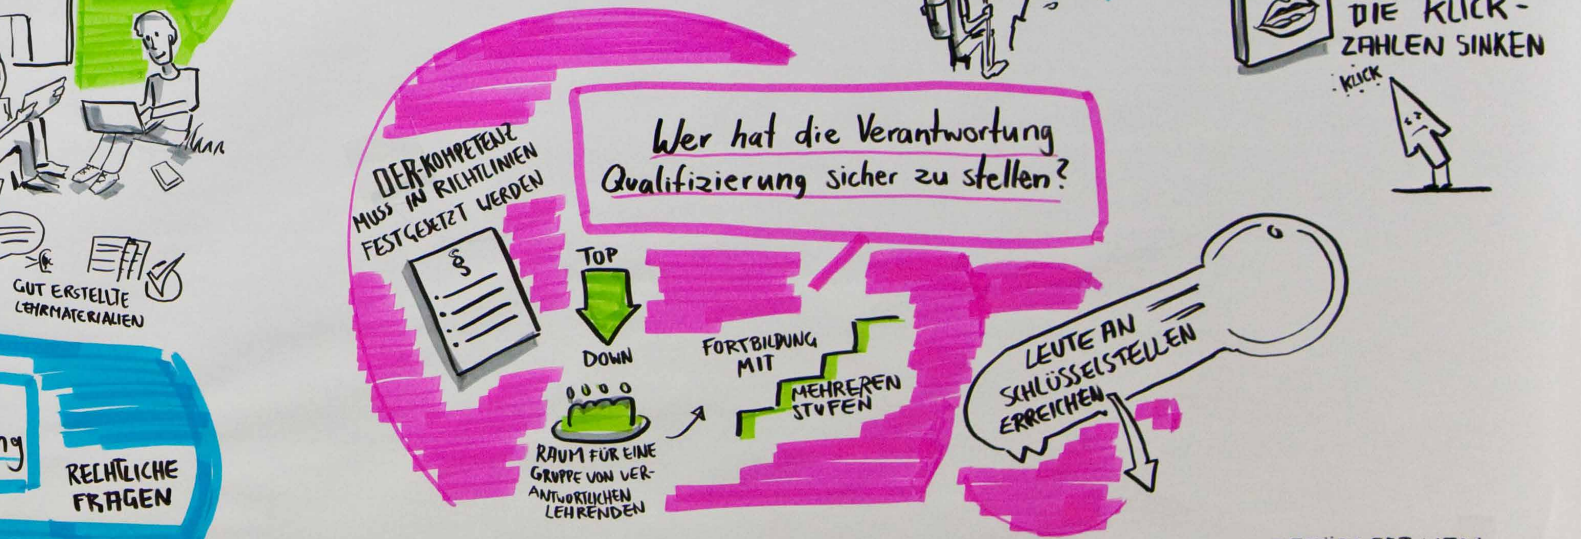 DIE KLICK-
ZAHLEN SINKEN
KLICK
Wer hat die Verantwortung
Qualifizierung sicher zu stellen?
OER-KOMPETENZ
MUSS IN RICHTLINIEN
FESTGESETZT WERDEN
§
TOP
DOWN
RAUM FÜR EINE
GRUPPE VON VER-
ANTWORTLICHEN
LEHRENDEN
FORTBILDUNG
MIT
MEHREREN
STUFEN
LEUTE AN
SCHLÜSSELSTELLEN
ERREICHEN
GUT ERSTELLTE
LEHRMATERIALIEN
ng
RECHTLICHE
FRAGEN